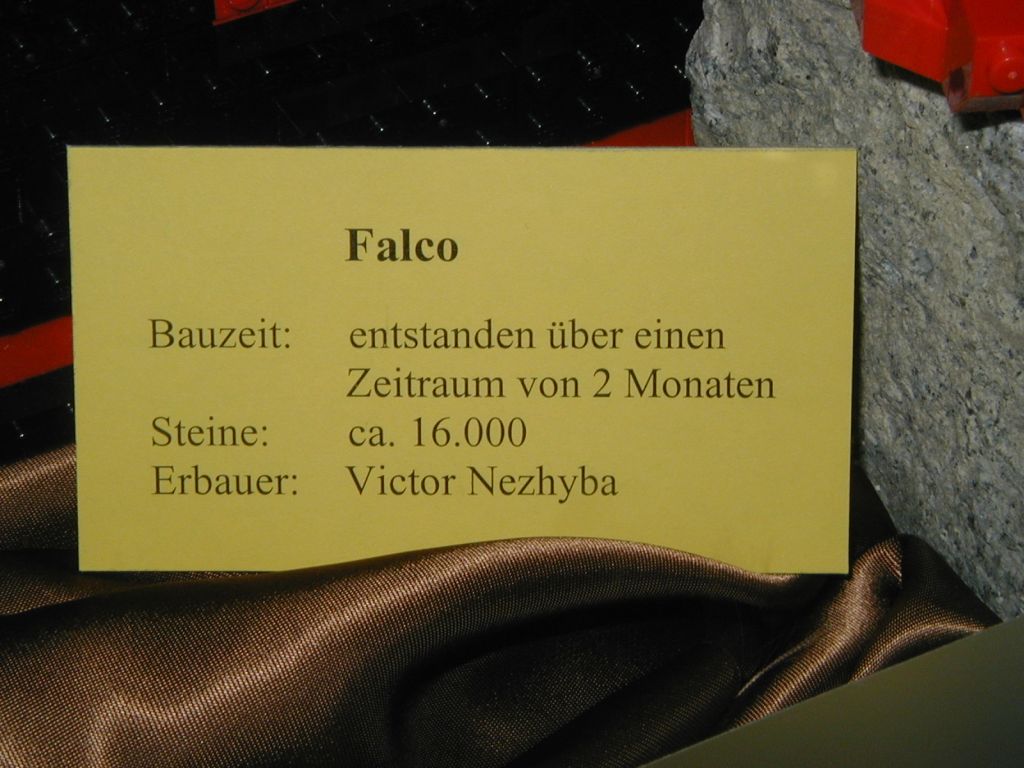 Falco
Bauzeit: entstanden über einen
Zeitraum von 2 Monaten
Steine: ca. 16.000
Erbauer: Victor Nezhyba